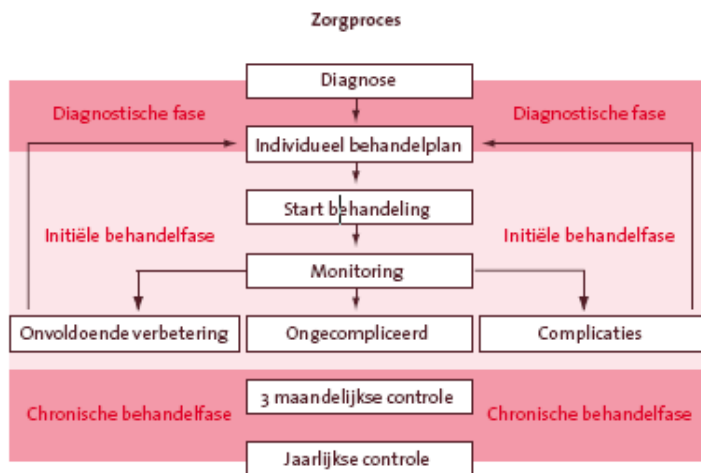 Zorgproces
Diagnose
Diagnostische fase
Diagnostische fase
Individueel behandelplan
Start behandeling
Initiële behandelfase
Initiële behandelfase
Monitoring
Onvoldoende verbetering
Ongecompliceerd
Complicaties
3 maandelijkse controle
Chronische behandelfase
Chronische behandelfase
Jaarlijkse controle